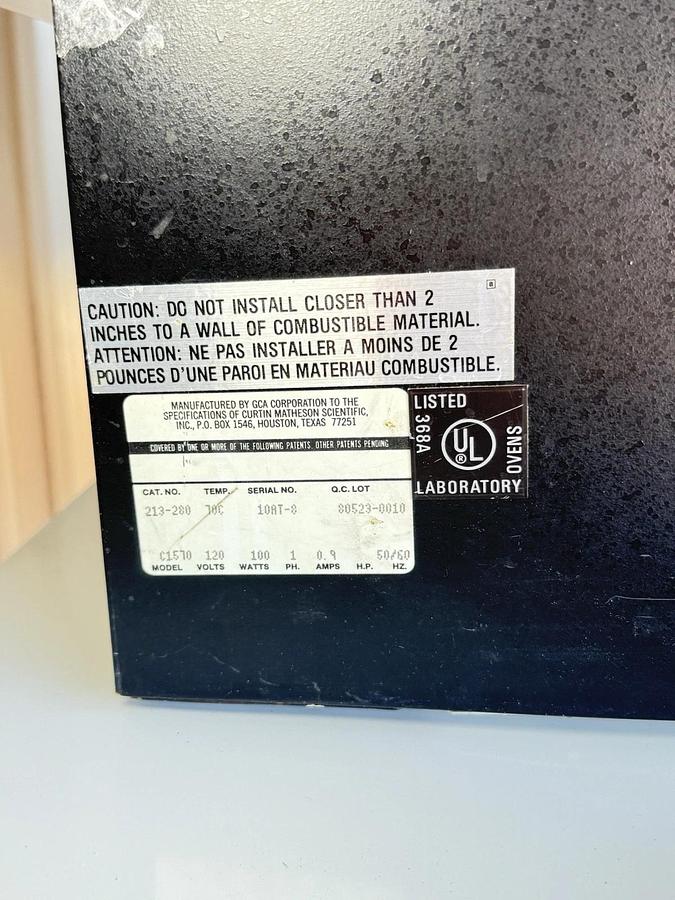 CAUTION: DO NOT INSTALL CLOSER THAN 2
INCHES TO A WALL OF COMBUSTIBLE MATERIAL.
ATTENTION: NE PAS INSTALLER A MOINS DE 2
POUNCES D'UNE PAROI EN MATERIAU COMBUSTIBLE.
MANUFACTURED BY GCA CORPORATION TO THE
SPECIFICATIONS OF CURTIN MATHESON SCIENTIFIC,
INC., P.O. BOX 1546, HOUSTON, TEXAS 77251
COVERED BY ONE OR MORE OF THE FOLLOWING PATENTS. OTHER PATENTS PENDING
CAT. NO. TEMP. SERIAL NO. Q.C. LOT
213-280 70C 10AT-8 80523-0010
C1570 120 100 1 0.9 50/60
MODEL VOLTS WATTS PH. AMPS H.P. HZ.
LISTED
368A
UL
®
OVENS
LABORATORY